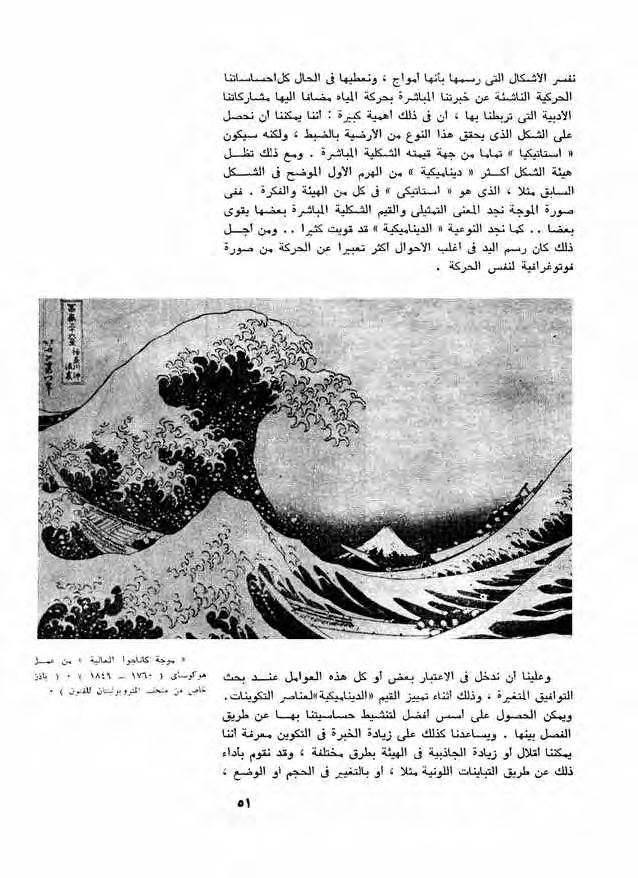 نفسر الأشكال التى رسمها بأنها أمواج ، ونعطيها فى الحال كل احساساتنا
الحركية الناشئة عن خبرتنا المباشرة بحركة المياه مضافا اليها مشاركاتنا
الأدبية التى تربطنا بها ، ان فى ذلك أهمية كبيرة : اننا يمكننا ان نحصل
على الشكل الذى يحقق هذا النوع من الأرضية بالضبط ، ولكنه سيكون
« استاتيكيا » تماما من جهة قيمته الشكلية المباشرة . ومع ذلك تظل
هيئة الشكل أكثر « ديناميكية » من الهرم الأول الموضح فى الشكل
السابق مثلا ، الذى هو « استاتيكى » فى كل من الهيئة والفكرة . ففى
صورة الموجة نجد المعنى التمثيلى والقيم الشكلية المباشرة بعضها يقوى
بعضا . . كما نجد النوعية « الديناميكية » قد قويت كثيرا . . ومن أجل
ذلك كان رسم اليد فى أغلب الأحوال أكثر تعبيرا عن الحركة من صورة
فوتوغرافية لنفس الحركة .
« موجة كاناجوا العالية » من عمل
هوكوساى ( ١٧٦٠ – ١٨٤٩ ) . ( باذن
خاص من متحف المتروبوليتان للفنون ) .
وعلينا ان ندخل فى الاعتبار بعض أو كل هذه العوامل عند بحث
التوافيق المتغيرة ، وذلك أثناء تمييز القيم «الديناميكية» لعناصر التكوينات .
ويمكن الحصول على أسس أفضل لتنشيط حساسيتنا بها عن طريق
الفصل بينها . ويساعدنا كذلك على زيادة الخبرة فى التكوين معرفة اننا
يمكننا اقلال أو زيادة الجاذبية فى الهيئة بطرق مختلفة ، وقد نقوم بأداء
ذلك عن طريق التباينات اللونية مثلا ، أو بالتغيير فى الحجم أو الوضع ،
٥١